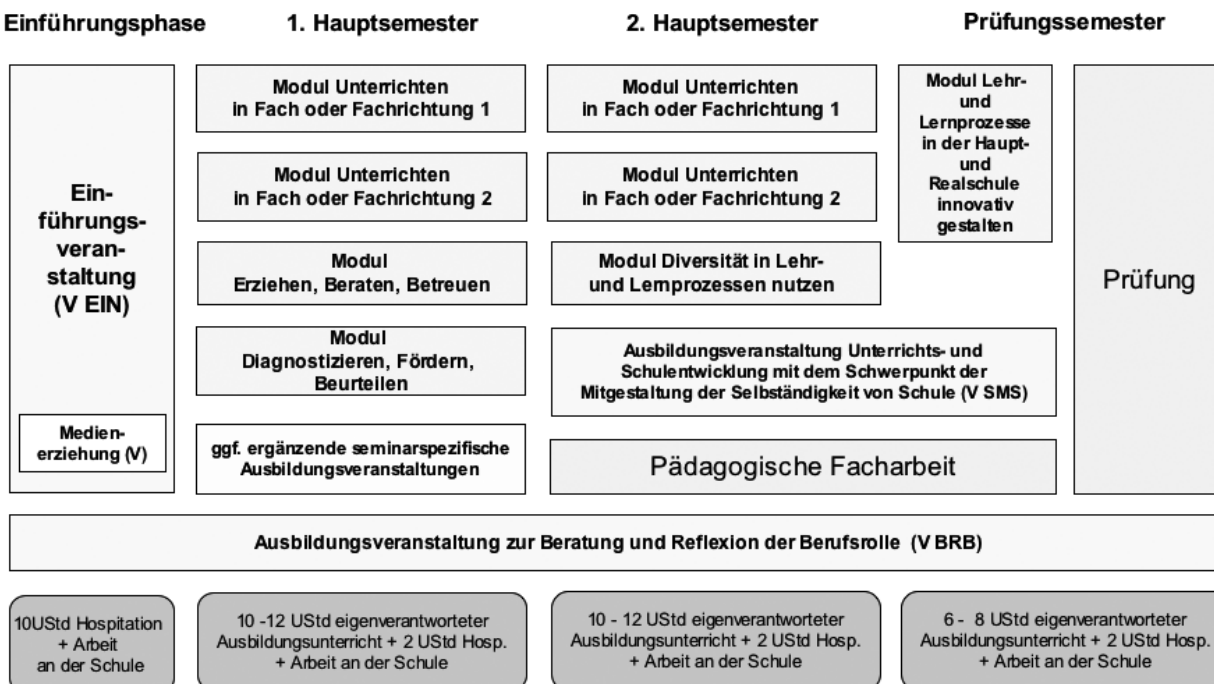 Einführungsphase
1. Hauptsemester
2. Hauptsemester
Prüfungssemester
Ein-
führungs-
veran-
staltung
(V EIN)
Medien-
erziehung (V)
Modul Unterrichten
in Fach oder Fachrichtung 1
Modul Unterrichten
in Fach oder Fachrichtung 2
Modul
Erziehen, Beraten, Betreuen
Modul
Diagnostizieren, Fördern,
Beurteilen
ggf. ergänzende seminarspezifische
Ausbildungsveranstaltungen
Modul Unterrichten
in Fach oder Fachrichtung 1
Modul Unterrichten
in Fach oder Fachrichtung 2
Modul Diversität in Lehr-
und Lernprozessen nutzen
Modul Lehr-
und
Lernprozesse
in der Haupt-
und
Realschule
innovativ
gestalten
Ausbildungsveranstaltung Unterrichts- und
Schulentwicklung mit dem Schwerpunkt der
Mitgestaltung der Selbständigkeit von Schule (V SMS)
Pädagogische Facharbeit
Prüfung
Ausbildungsveranstaltung zur Beratung und Reflexion der Berufsrolle (V BRB)
10UStd Hospitation
+ Arbeit
an der Schule
10 -12 UStd eigenverantworteter
Ausbildungsunterricht + 2 UStd Hosp.
+ Arbeit an der Schule
10 - 12 UStd eigenverantworteter
Ausbildungsunterricht + 2 UStd Hosp.
+ Arbeit an der Schule
6 - 8 UStd eigenverantworteter
Ausbildungsunterricht + 2 UStd Hosp.
+ Arbeit an der Schule